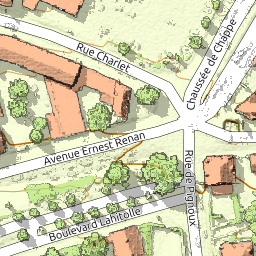 Rue Charlet
Chaussée de Chappe
Avenue Ernest Renan
Rue de Pignoux
Boulevard Lahitolle